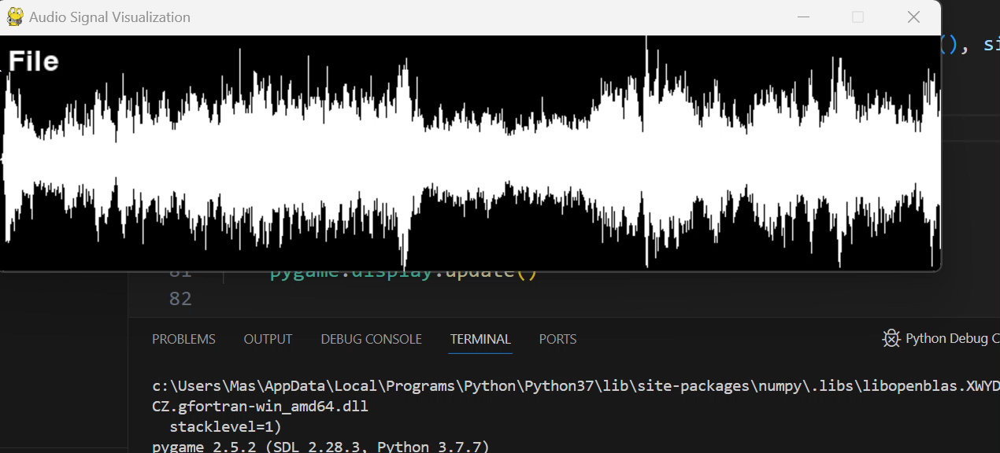 Audio Signal Visualization
(), si
File
81 pygame.display.update()
82
PROBLEMS OUTPUT DEBUG CONSOLE TERMINAL PORTS Python Debug C
c:\Users\Mas\AppData\Local\Programs\Python\Python37\lib\site-packages\numpy\.libs\libopenblas.XWYD
CZ.gfortran-win_amd64.dll
stacklevel=1)
pygame 2.5.2 (SDL 2.28.3, Python 3.7.7)